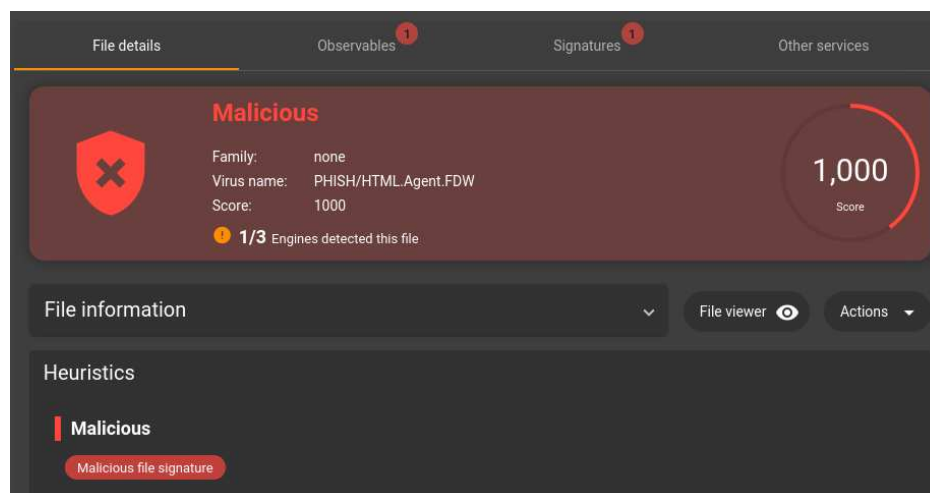 File details
Observables 1
Signatures 1
Other services
Malicious
Family: none
Virus name: PHISH/HTML.Agent.FDW
Score: 1000
! 1/3 Engines detected this file
1,000
Score
File information
File viewer
Actions
Heuristics
Malicious
Malicious file signature